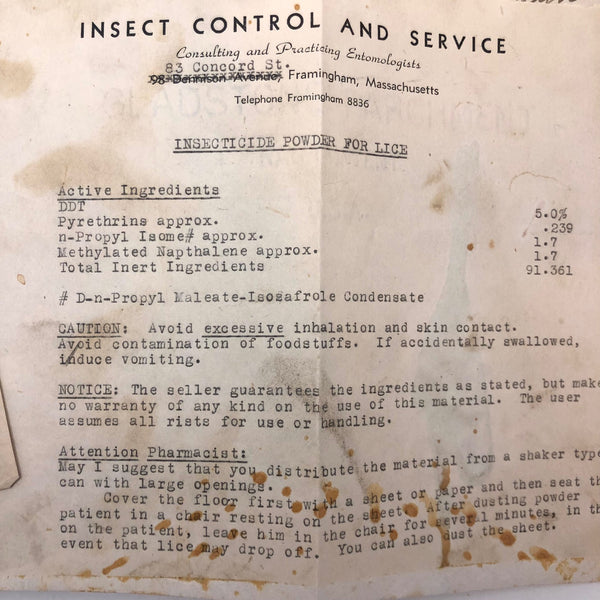 INSECT CONTROL AND SERVICE
Consulting and Practicing Entomologists
83 Concord St.
98 Dennison Avenue, Framingham, Massachusetts
Telephone Framingham 8836
INSECTICIDE POWDER FOR LICE
Active Ingredients
DDT 5.0%
Pyrethrins approx. .239
n-Propyl Isome# approx. 1.7
Methylated Napthalene approx. 1.7
Total Inert Ingredients 91.361
# D-n-Propyl Maleate-Isosafrole Condensate
CAUTION: Avoid excessive inhalation and skin contact.
Avoid contamination of foodstuffs. If accidentally swallowed,
induce vomiting.
NOTICE: The seller guarantees the ingredients as stated, but make
no warranty of any kind on the use of this material. The user
assumes all rists for use or handling.
Attention Pharmacist:
May I suggest that you distribute the material from a shaker type
can with large openings.
Cover the floor first with a sheet or paper and then seat th
patient in a chair resting on the sheet. After dusting powder
on the patient, leave him in the chair for several minutes, in th
event that lice may drop off. You can also dust the sheet.